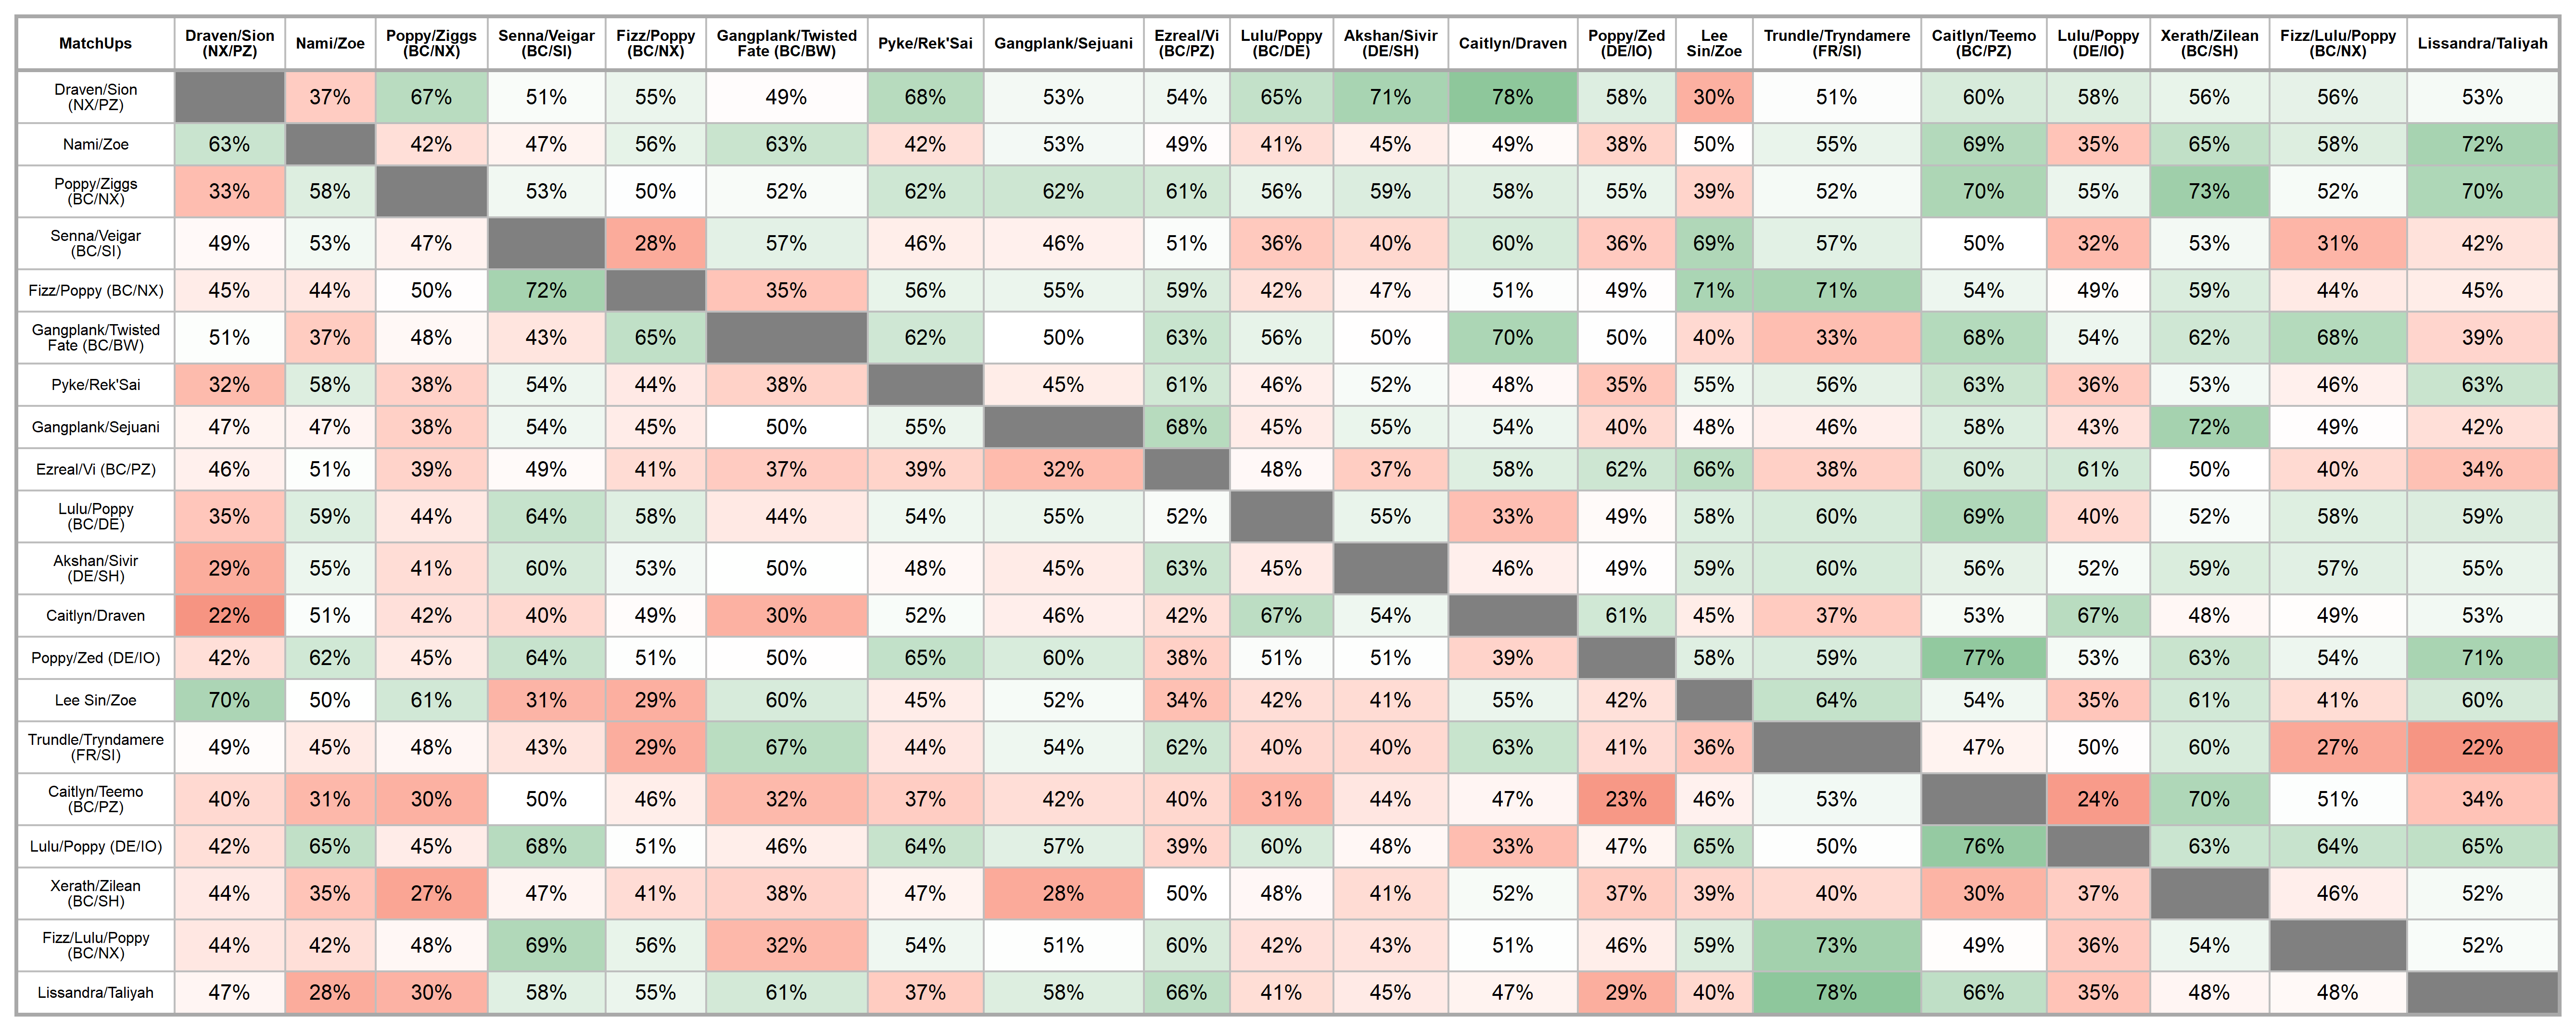 MatchUps Draven/Sion (NX/PZ) Nami/Zoe Poppy/Ziggs (BC/NX) Senna/Veigar (BC/SI) Fizz/Poppy (BC/NX) Gangplank/Twisted Fate (BC/BW) Pyke/Rek'Sai Gangplank/Sejuani Ezreal/Vi (BC/PZ) Lulu/Poppy (BC/DE) Akshan/Sivir (DE/SH) Caitlyn/Draven Poppy/Zed (DE/IO) Lee Sin/Zoe Trundle/Tryndamere (FR/SI) Caitlyn/Teemo (BC/PZ) Lulu/Poppy (DE/IO) Xerath/Zilean (BC/SH) Fizz/Lulu/Poppy (BC/NX) Lissandra/Taliyah
Draven/Sion (NX/PZ) 37% 67% 51% 55% 49% 68% 53% 54% 65% 71% 78% 58% 30% 51% 60% 58% 56% 56% 53%
Nami/Zoe 63% 42% 47% 56% 63% 42% 53% 49% 41% 45% 49% 38% 50% 55% 69% 35% 65% 58% 72%
Poppy/Ziggs (BC/NX) 33% 58% 53% 50% 52% 62% 62% 61% 56% 59% 58% 55% 39% 52% 70% 55% 73% 52% 70%
Senna/Veigar (BC/SI) 49% 53% 47% 28% 57% 46% 46% 51% 36% 40% 60% 36% 69% 57% 50% 32% 53% 31% 42%
Fizz/Poppy (BC/NX) 45% 44% 50% 72% 35% 56% 55% 59% 42% 47% 51% 49% 71% 71% 54% 49% 59% 44% 45%
Gangplank/Twisted Fate (BC/BW) 51% 37% 48% 43% 65% 62% 50% 63% 56% 50% 70% 50% 40% 33% 68% 54% 62% 68% 39%
Pyke/Rek'Sai 32% 58% 38% 54% 44% 38% 45% 61% 46% 52% 48% 35% 55% 56% 63% 36% 53% 46% 63%
Gangplank/Sejuani 47% 47% 38% 54% 45% 50% 55% 68% 45% 55% 54% 40% 48% 46% 58% 43% 72% 49% 42%
Ezreal/Vi (BC/PZ) 46% 51% 39% 49% 41% 37% 39% 32% 48% 37% 58% 62% 66% 38% 60% 61% 50% 40% 34%
Lulu/Poppy (BC/DE) 35% 59% 44% 64% 58% 44% 54% 55% 52% 55% 33% 49% 58% 60% 69% 40% 52% 58% 59%
Akshan/Sivir (DE/SH) 29% 55% 41% 60% 53% 50% 48% 45% 63% 45% 46% 49% 59% 60% 56% 52% 59% 57% 55%
Caitlyn/Draven 22% 51% 42% 40% 49% 30% 52% 46% 42% 67% 54% 61% 45% 37% 53% 67% 48% 49% 53%
Poppy/Zed (DE/IO) 42% 62% 45% 64% 51% 50% 65% 60% 38% 51% 51% 39% 58% 59% 77% 53% 63% 54% 71%
Lee Sin/Zoe 70% 50% 61% 31% 29% 60% 45% 52% 34% 42% 41% 55% 42% 64% 54% 35% 61% 41% 60%
Trundle/Tryndamere (FR/SI) 49% 45% 48% 43% 29% 67% 44% 54% 62% 40% 40% 63% 41% 36% 47% 50% 60% 27% 22%
Caitlyn/Teemo (BC/PZ) 40% 31% 30% 50% 46% 32% 37% 42% 40% 31% 44% 47% 23% 46% 53% 24% 70% 51% 34%
Lulu/Poppy (DE/IO) 42% 65% 45% 68% 51% 46% 64% 57% 39% 60% 48% 33% 47% 65% 50% 76% 63% 64% 65%
Xerath/Zilean (BC/SH) 44% 35% 27% 47% 41% 38% 47% 28% 50% 48% 41% 52% 37% 39% 40% 30% 37% 46% 52%
Fizz/Lulu/Poppy (BC/NX) 44% 42% 48% 69% 56% 32% 54% 51% 60% 42% 43% 51% 46% 59% 73% 49% 36% 54% 52%
Lissandra/Taliyah 47% 28% 30% 58% 55% 61% 37% 58% 66% 41% 45% 47% 29% 40% 78% 66% 35% 48% 48%